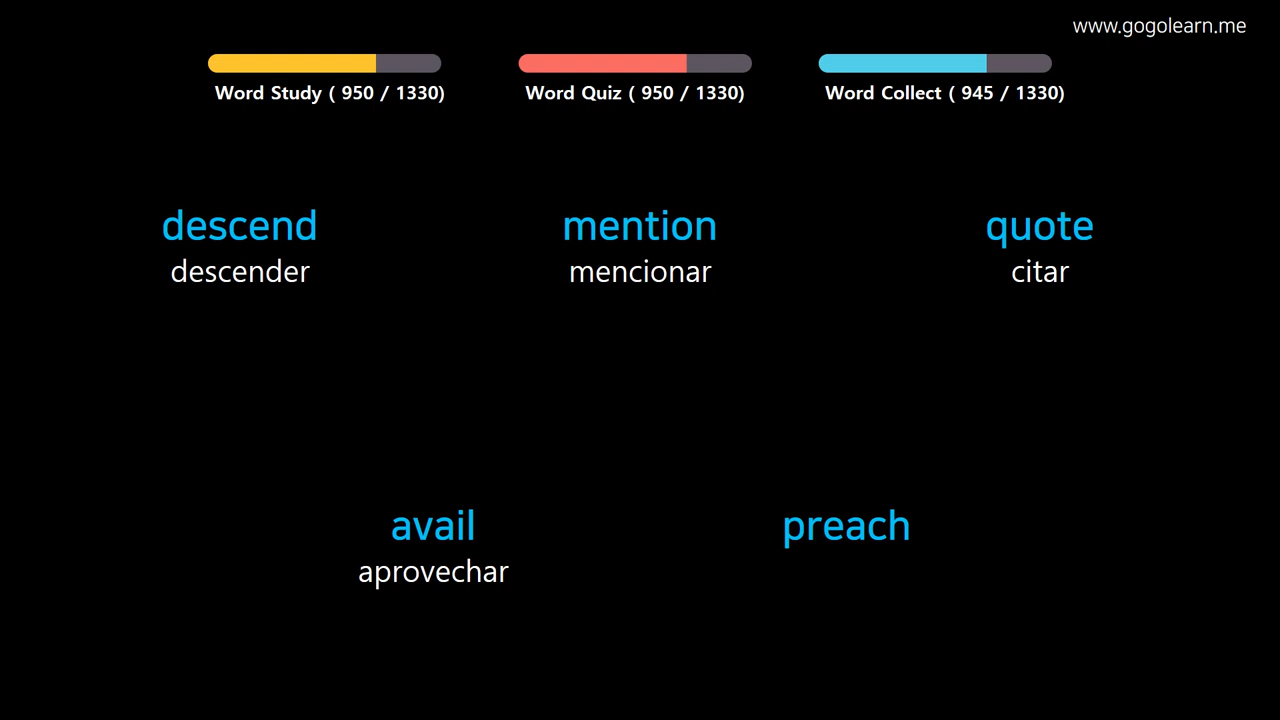 www.gogolearn.me
Word Study ( 950 / 1330)
Word Quiz ( 950 / 1330)
Word Collect ( 945 / 1330)
descend
descender
mention
mencionar
quote
citar
avail
aprovechar
preach